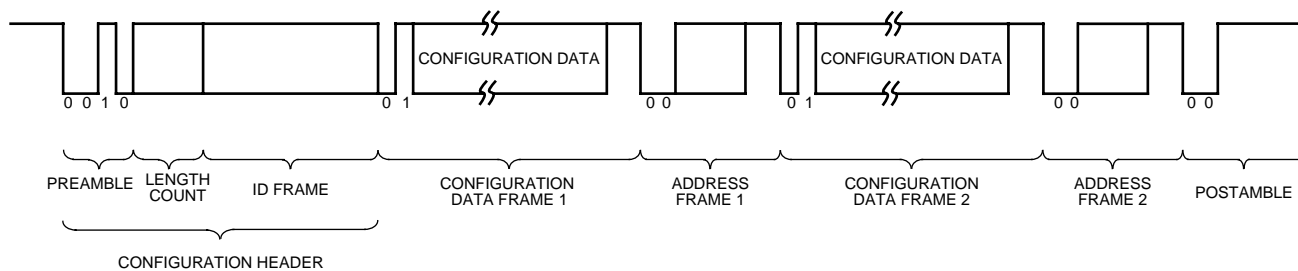 CONFIGURATION DATA
CONFIGURATION DATA
0 0 1 0
0 1
0 0
0 1
0 0
0 0
PREAMBLE
LENGTH
COUNT
ID FRAME
CONFIGURATION
DATA FRAME 1
ADDRESS
FRAME 1
CONFIGURATION
DATA FRAME 2
ADDRESS
FRAME 2
POSTAMBLE
CONFIGURATION HEADER